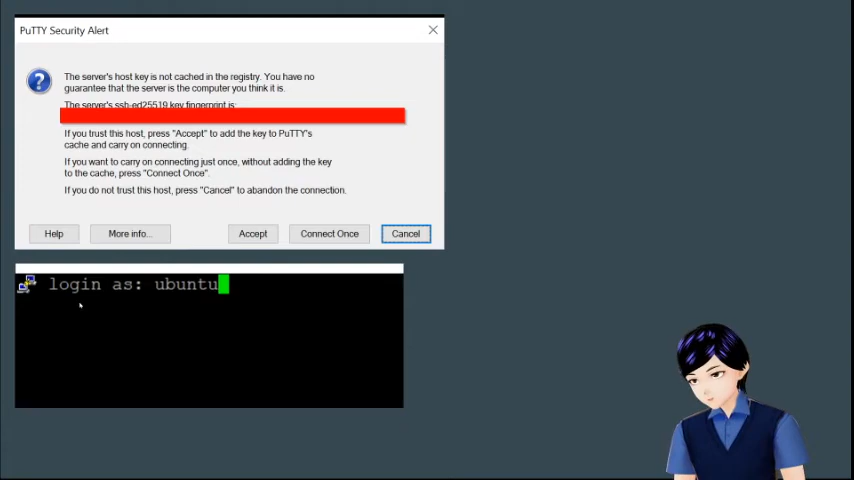 PuTTY Security Alert
The server's host key is not cached in the registry. You have no
guarantee that the server is the computer you think it is.
The server's ssh-ed25519 key fingerprint is:
If you trust this host, press "Accept" to add the key to PuTTY's
cache and carry on connecting.
If you want to carry on connecting just once, without adding the key
to the cache, press "Connect Once".
If you do not trust this host, press "Cancel" to abandon the connection.
Help More info... Accept Connect Once Cancel
login as: ubuntu